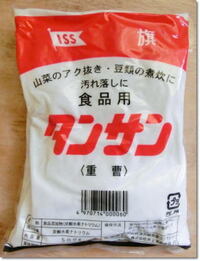 ISS 旗
山菜のアク抜き・豆類の煮炊に
汚れ落しに
食品用
タンサン
〈重曹〉
4970714000060